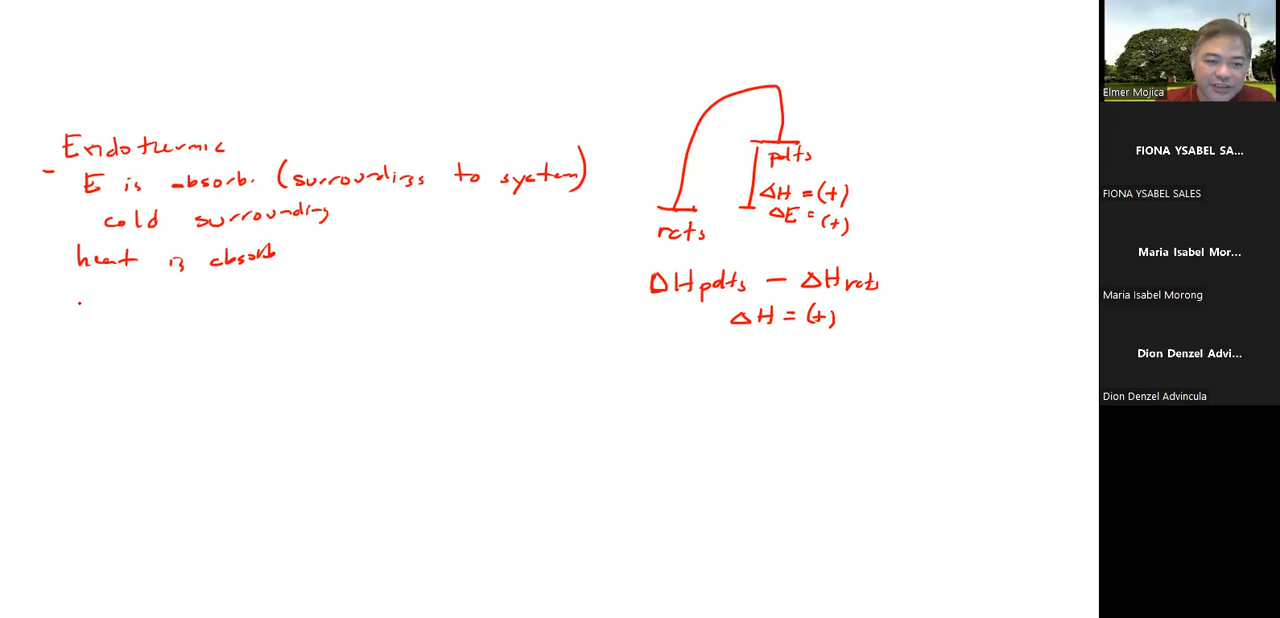 Endothermic
- E is absorb. (surroundings to system)
cold surrounding
heat is absorb
pdts
ΔH = (+)
ΔE = (+)
rcts
ΔHpdts - ΔHrcts
ΔH = (+)
Elmer Mojica
FIONA YSABEL SA...
FIONA YSABEL SALES
Maria Isabel Mor...
Maria Isabel Morong
Dion Denzel Advi...
Dion Denzel Advincula